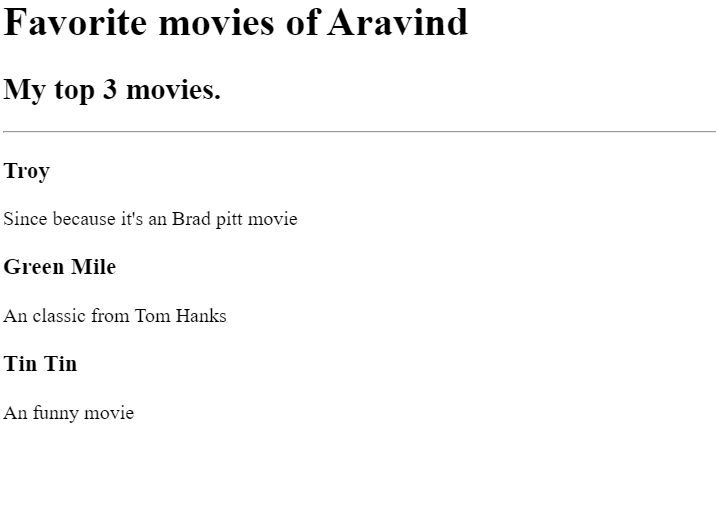 Favorite movies of Aravind
My top 3 movies.
Troy
Since because it's an Brad pitt movie
Green Mile
An classic from Tom Hanks
Tin Tin
An funny movie